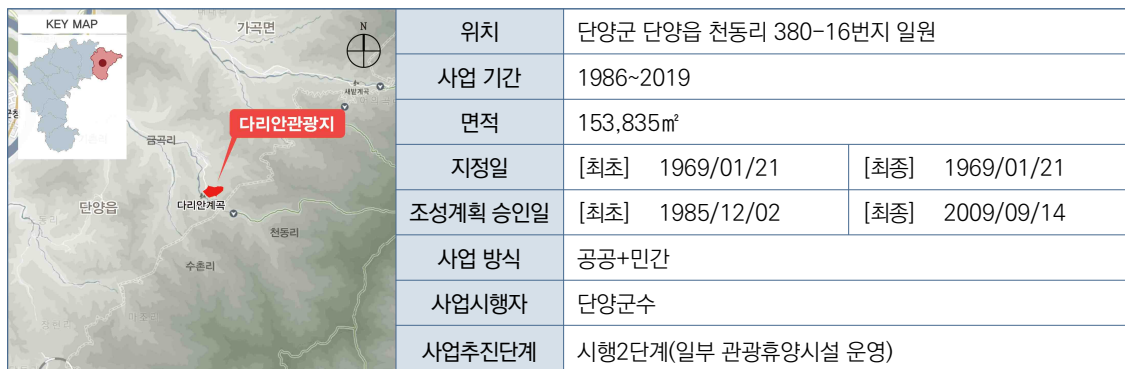 KEY MAP
N
가곡면
새밭계곡
금곡리
다리안관광지
단양읍
다리안계곡
천동리
수촌리
위치 단양군 단양읍 천동리 380-16번지 일원
사업 기간 1986~2019
면적 153,835㎡
지정일 [최초] 1969/01/21 [최종] 1969/01/21
조성계획 승인일 [최초] 1985/12/02 [최종] 2009/09/14
사업 방식 공공+민간
사업시행자 단양군수
사업추진단계 시행2단계(일부 관광휴양시설 운영)